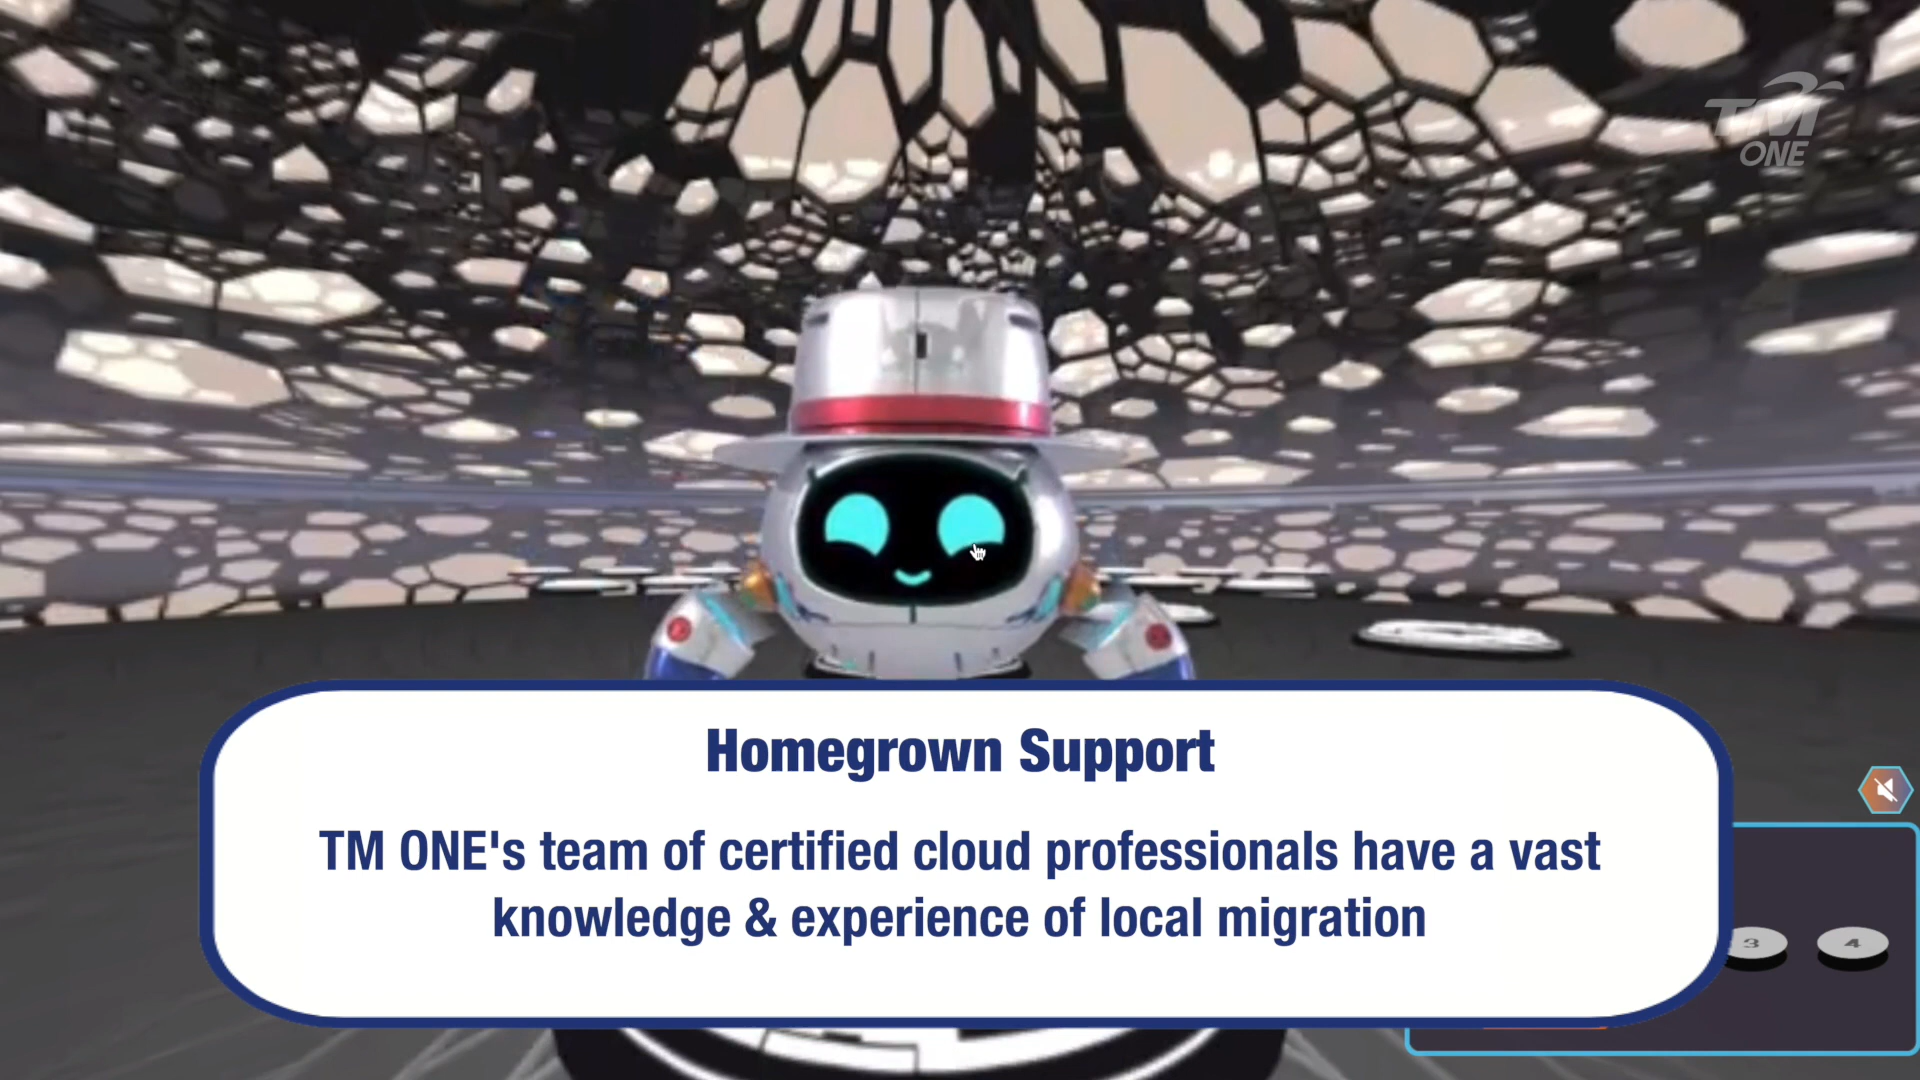 TM
ONE
Homegrown Support
TM ONE's team of certified cloud professionals have a vast
knowledge & experience of local migration
3
4